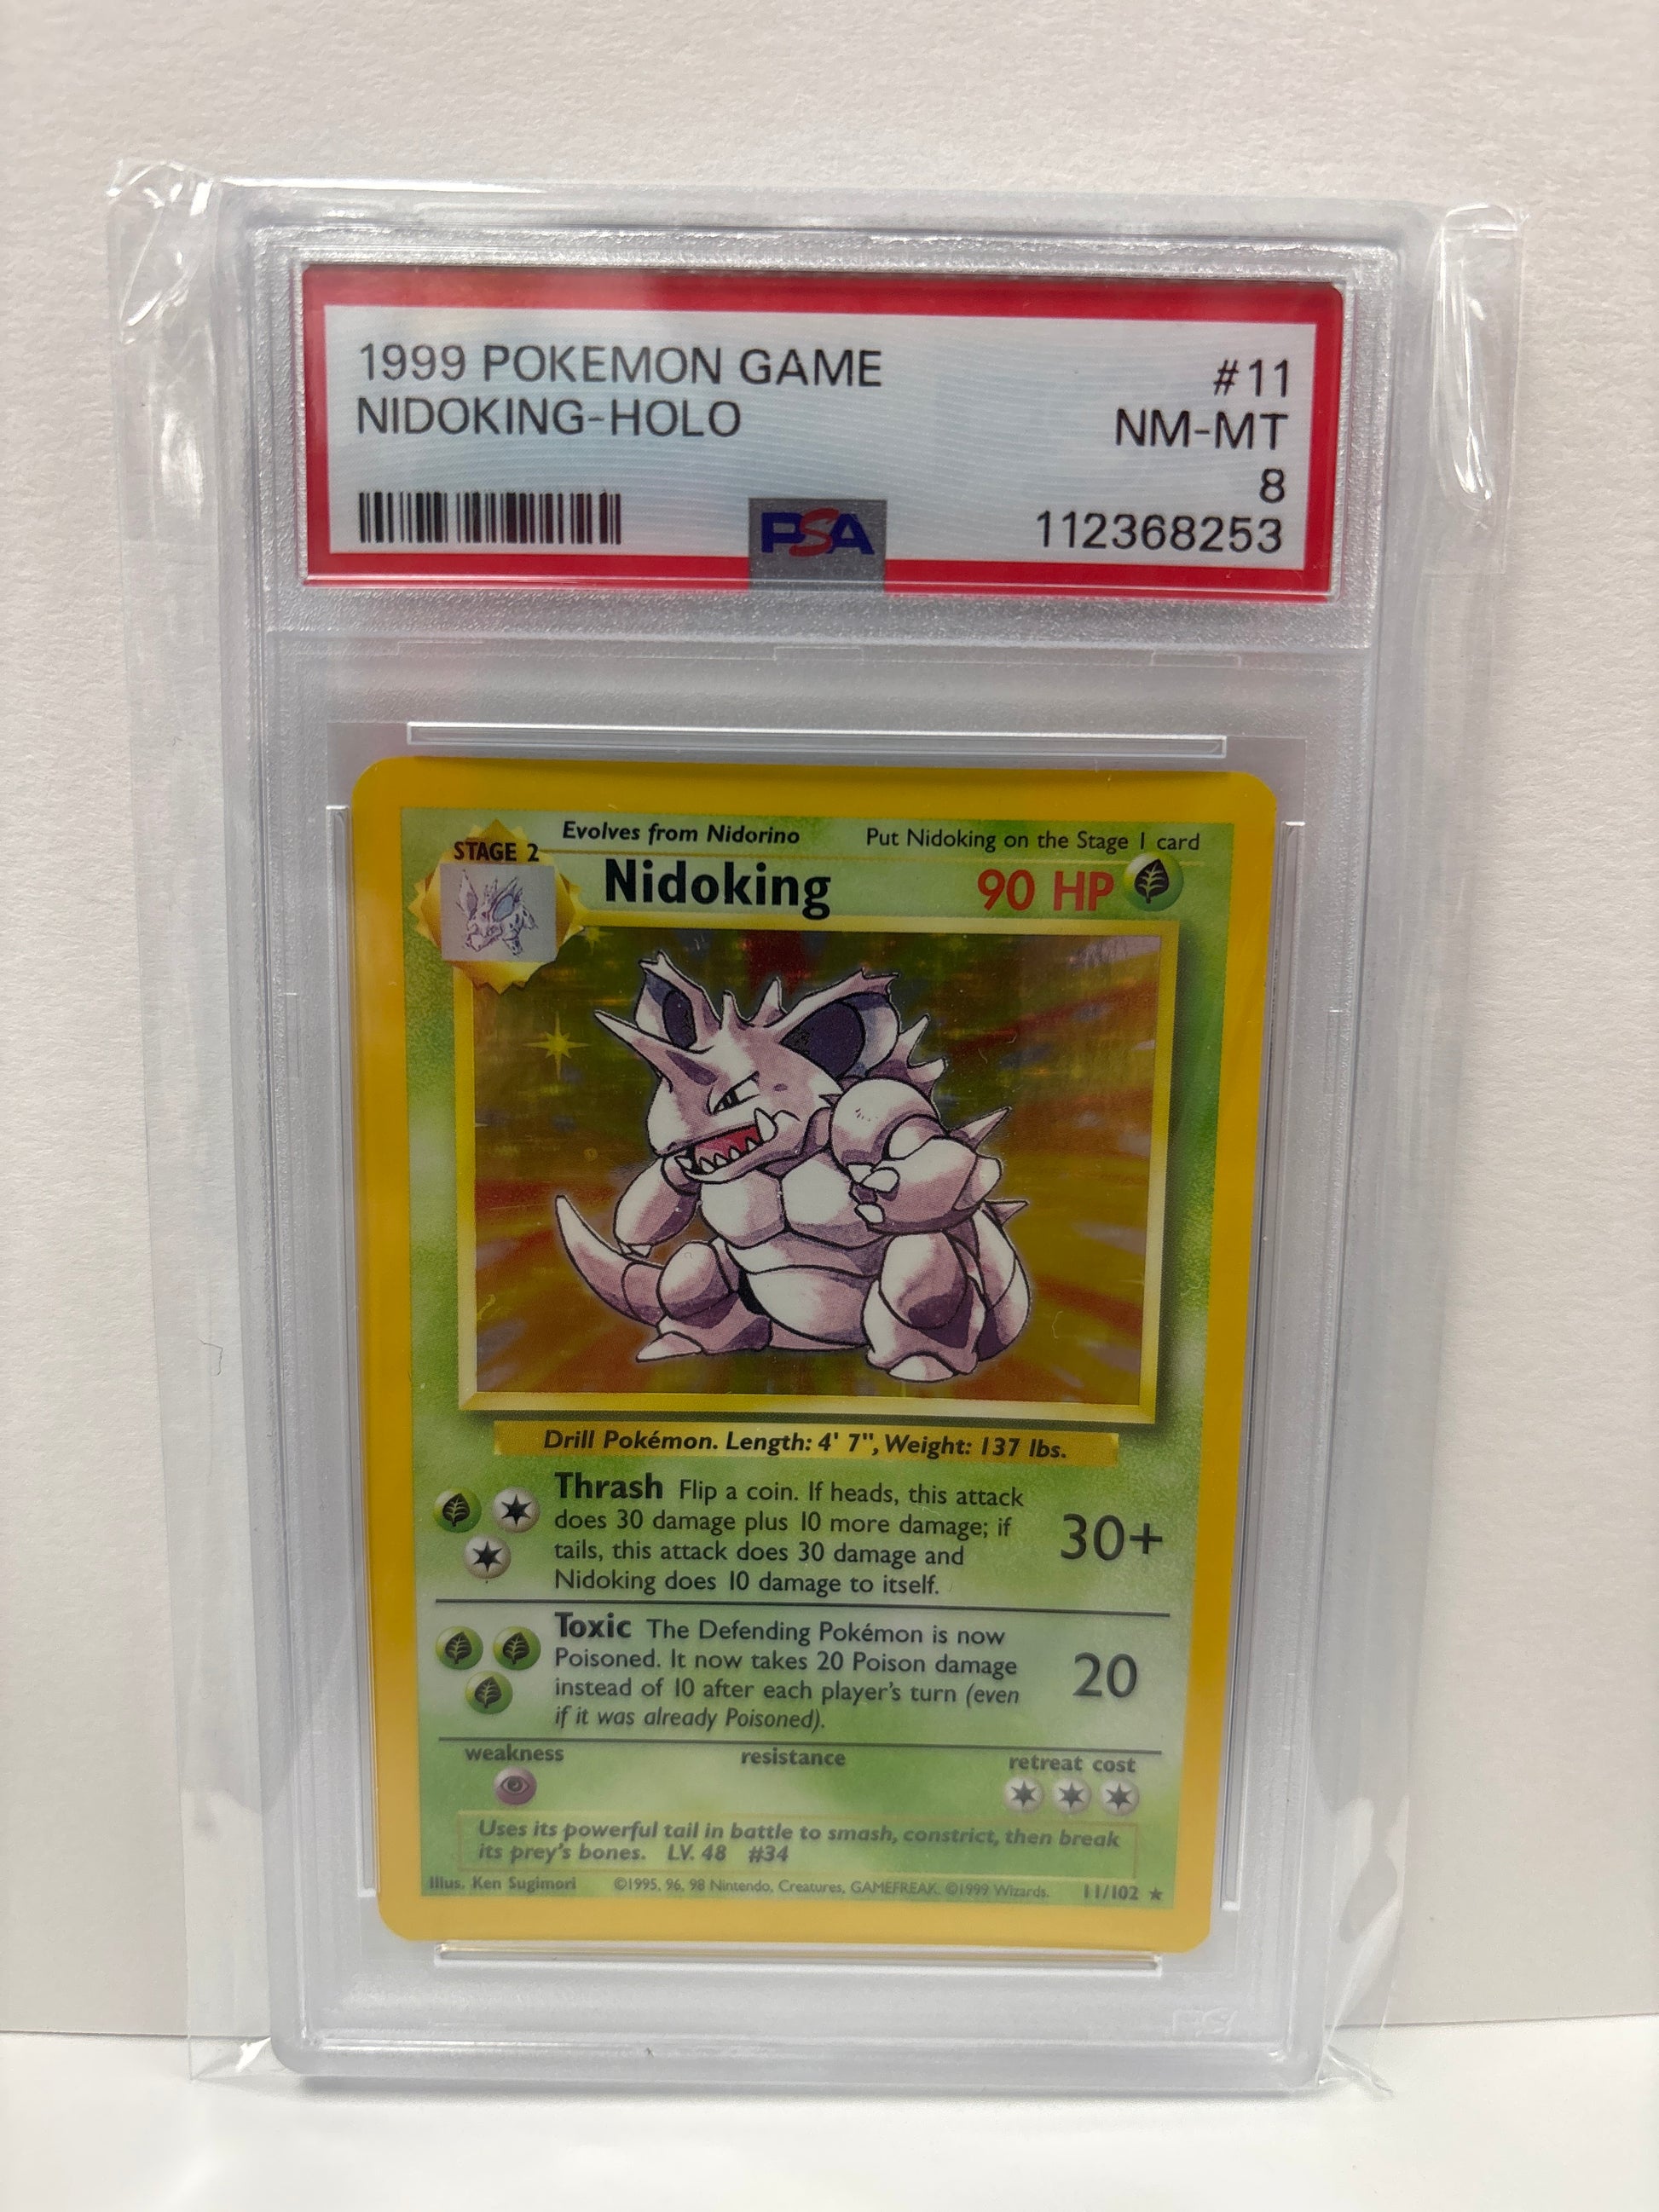 1999 POKEMON GAME
#11
NIDOKING-HOLO
NM-MT
8
PSA
112368253
Evolves from Nidorino
Put Nidoking on the Stage 1 card
STAGE 2
Nidoking
90 HP
Drill Pokémon. Length: 4' 7", Weight: 137 lbs.
Thrash Flip a coin. If heads, this attack
does 30 damage plus 10 more damage; if
tails, this attack does 30 damage and
Nidoking does 10 damage to itself.
30+
Toxic The Defending Pokémon is now
Poisoned. It now takes 20 Poison damage
instead of 10 after each player's turn (even
if it was already Poisoned).
20
weakness
resistance
retreat cost
Uses its powerful tail in battle to smash, constrict, then break
its prey's bones. LV. 48 #34
Illus. Ken Sugimori
©1995, 96, 98 Nintendo, Creatures, GAMEFREAK. ©1999 Wizards.
11/102 ★